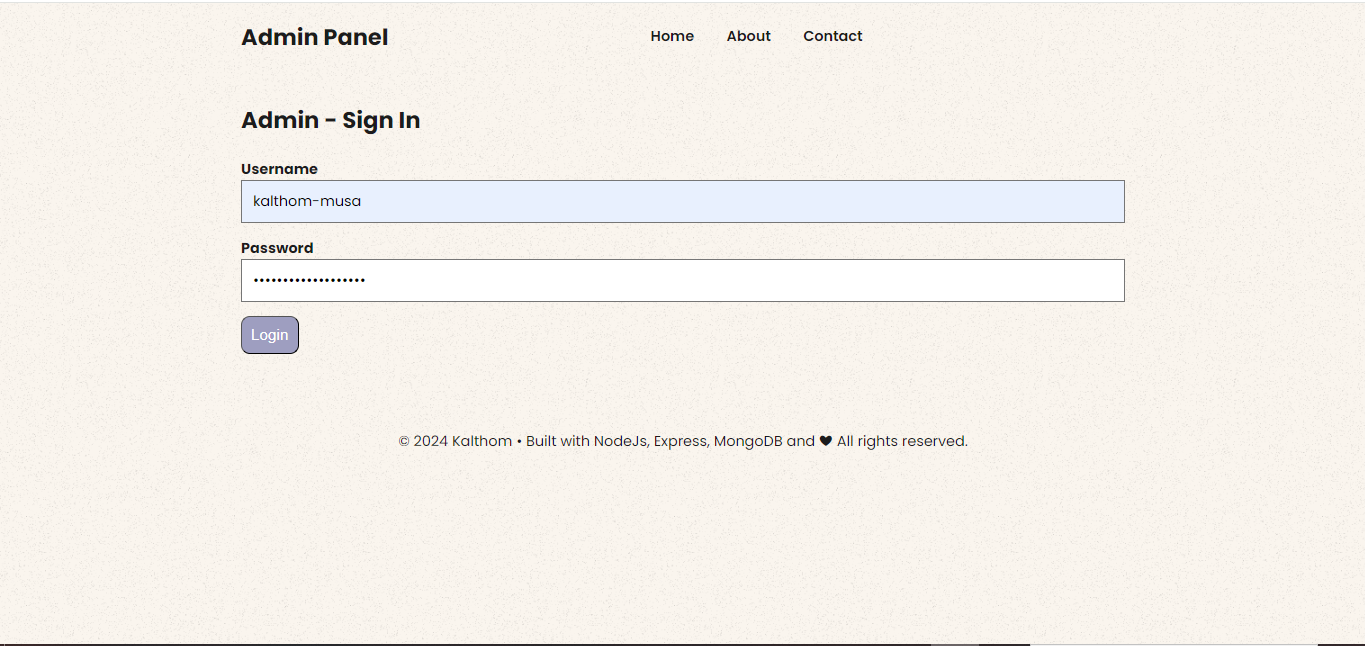 Admin Panel
Home About Contact
Admin - Sign In
Username
kalthom-musa
Password
•••••••••••••••••••
Login
© 2024 Kalthom • Built with NodeJs, Express, MongoDB and ♥ All rights reserved.